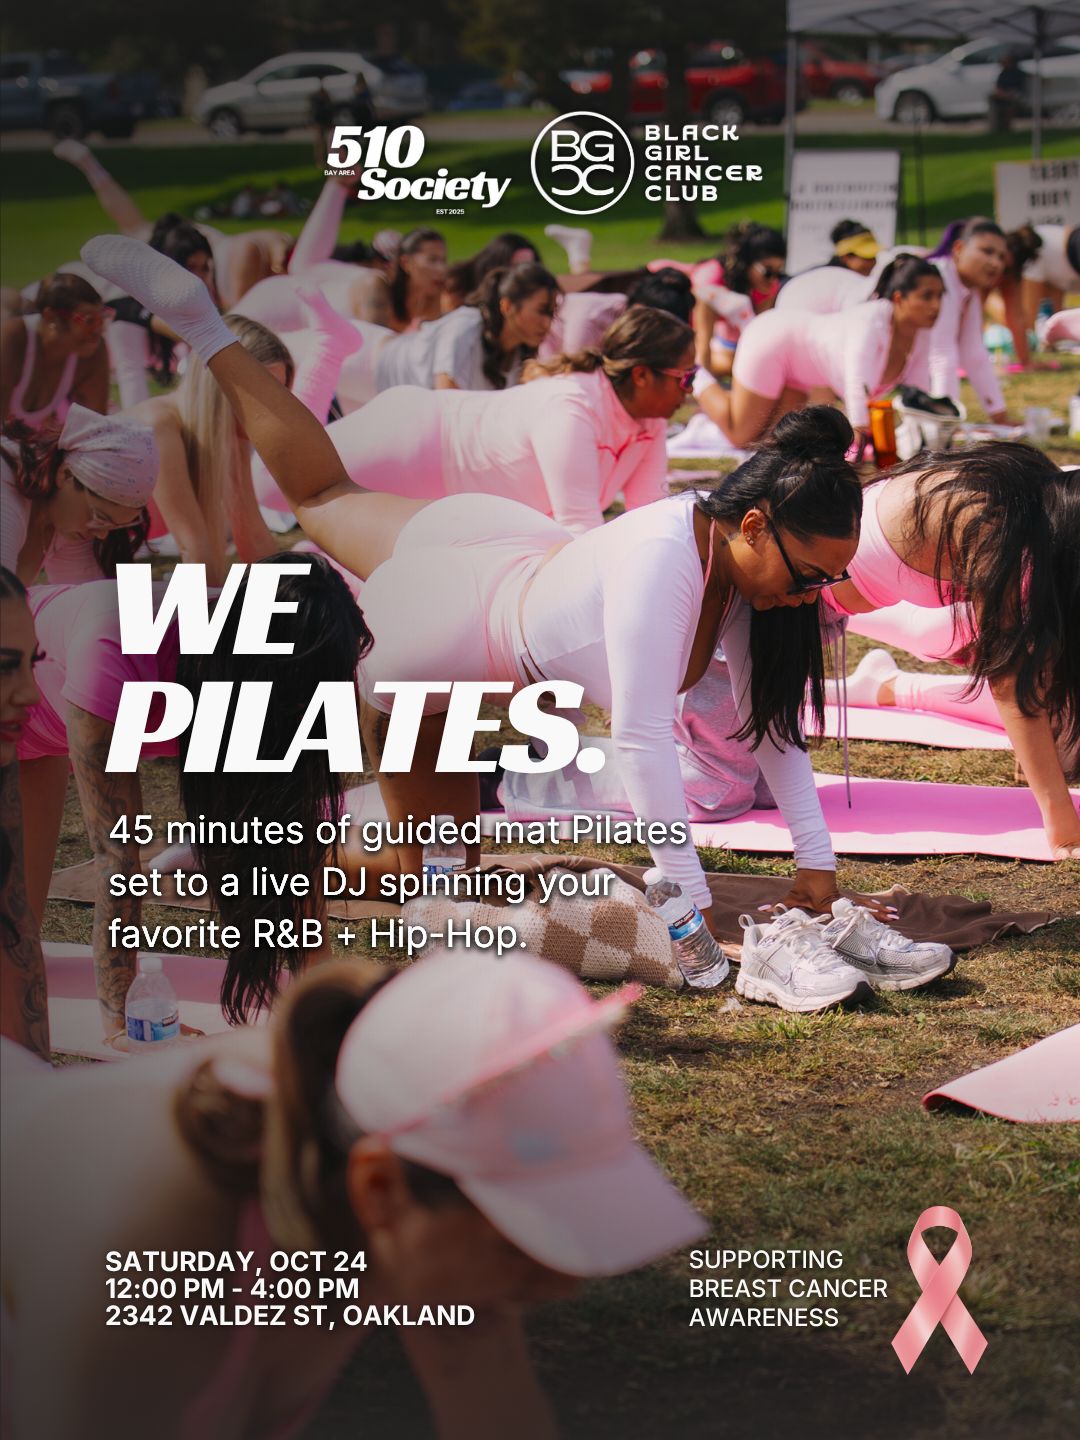 510
BAY AREA
Society
EST 2025
BGCC
BLACK
GIRL
CANCER
CLUB
WE
PILATES.
45 minutes of guided mat Pilates
set to a live DJ spinning your
favorite R&B + Hip-Hop.
SATURDAY, OCT 24
12:00 PM - 4:00 PM
2342 VALDEZ ST, OAKLAND
SUPPORTING
BREAST CANCER
AWARENESS